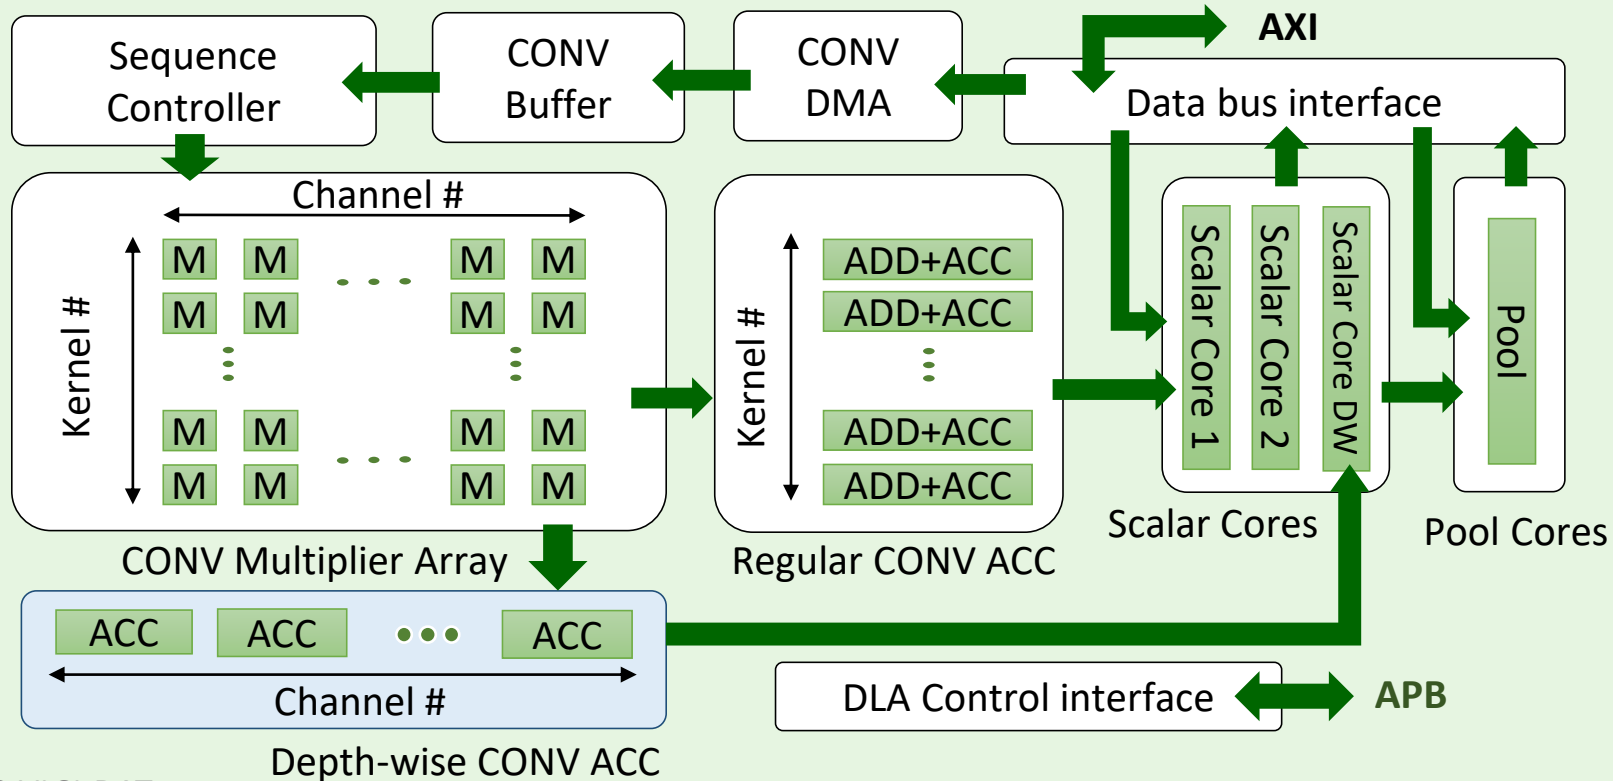 AXI
Sequence
Controller
CONV
Buffer
CONV
DMA
Data bus interface
Channel #
Kernel #
M M M M
M M M M
M M M M
M M M M
CONV Multiplier Array
Kernel #
ADD+ACC
ADD+ACC
ADD+ACC
ADD+ACC
Regular CONV ACC
Scalar Core 1
Scalar Core 2
Scalar Core DW
Scalar Cores
Pool
Pool Cores
ACC ACC ACC
Channel #
Depth-wise CONV ACC
DLA Control interface
APB